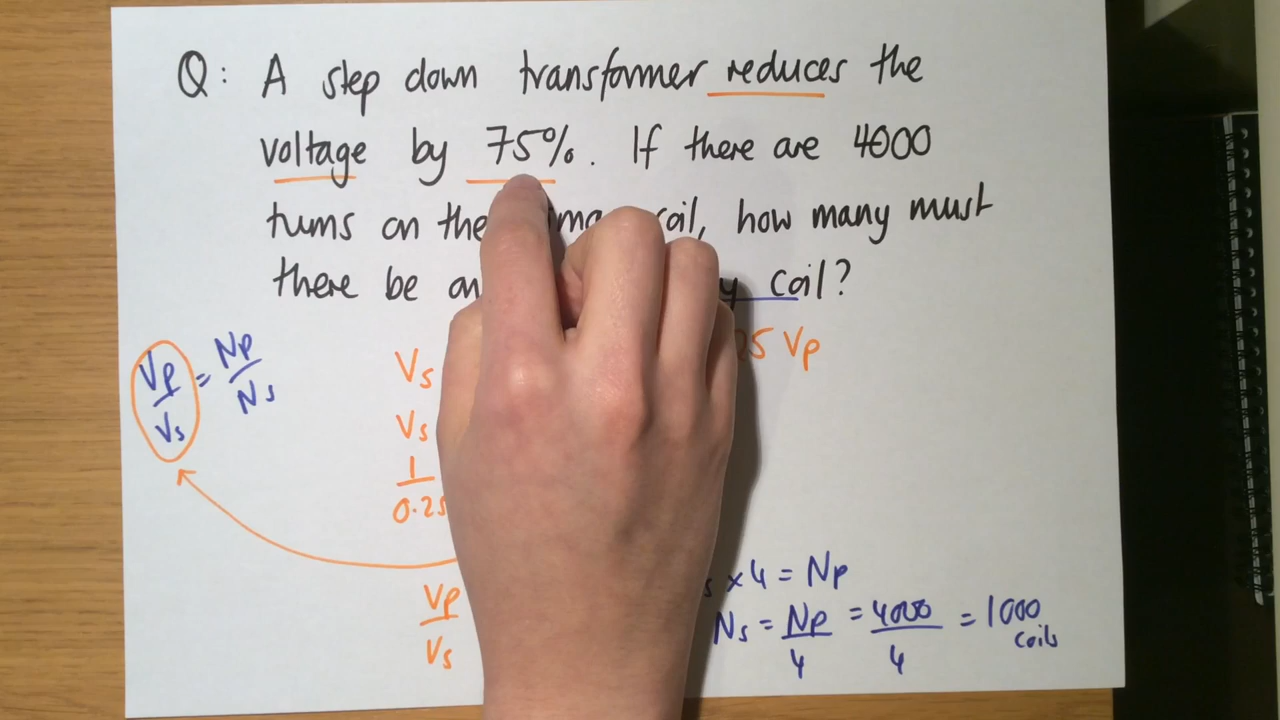 Q: A step down transformer reduces the
voltage by 75%. If there are 4000
turns on the coil, how many must
there be coil?
Vp/Vs = Np/Ns
Vs Vp
Vs
1/0.25
Vp/Vs
x 4 = Np
Ns = Np/4 = 4000/4 = 1000
coils